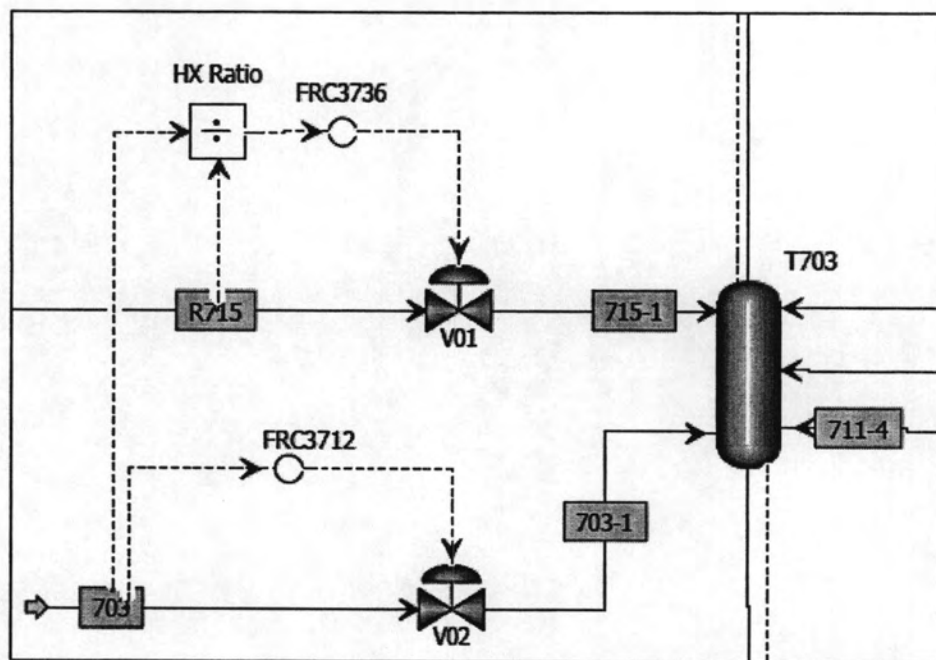 HX Ratio
FRC3736
÷
T703
R715
V01
715-1
FRC3712
711-4
703-1
703
V02